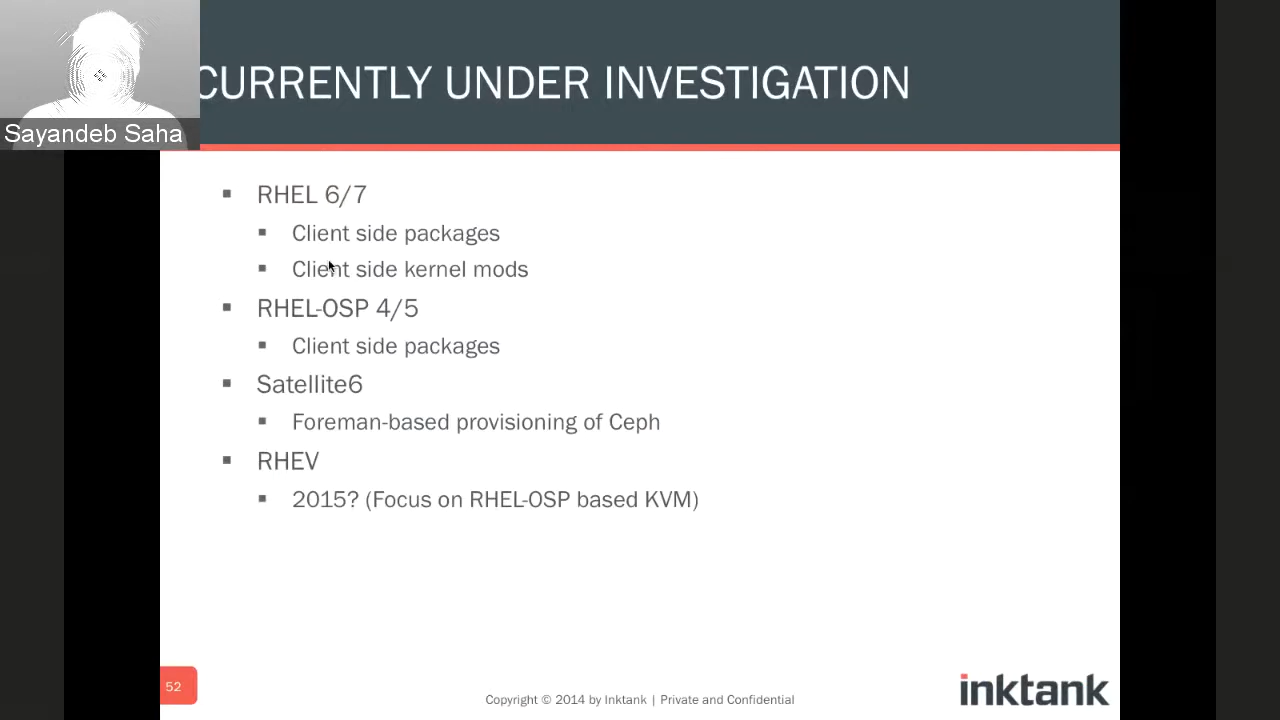 CURRENTLY UNDER INVESTIGATION
Sayandeb Saha
RHEL 6/7
Client side packages
Client side kernel mods
RHEL-OSP 4/5
Client side packages
Satellite6
Foreman-based provisioning of Ceph
RHEV
2015? (Focus on RHEL-OSP based KVM)
52
Copyright © 2014 by Inktank | Private and Confidential
inktank